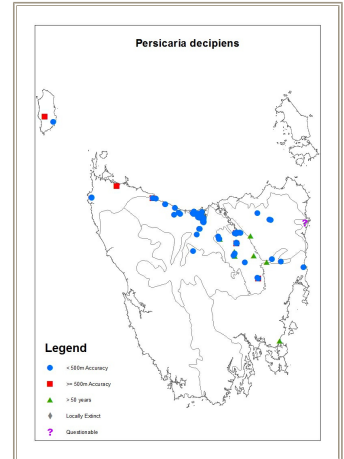 Persicaria decipiens
Legend
< 500m Accuracy
>= 500m Accuracy
> 50 years
Locally Extinct
Questionable